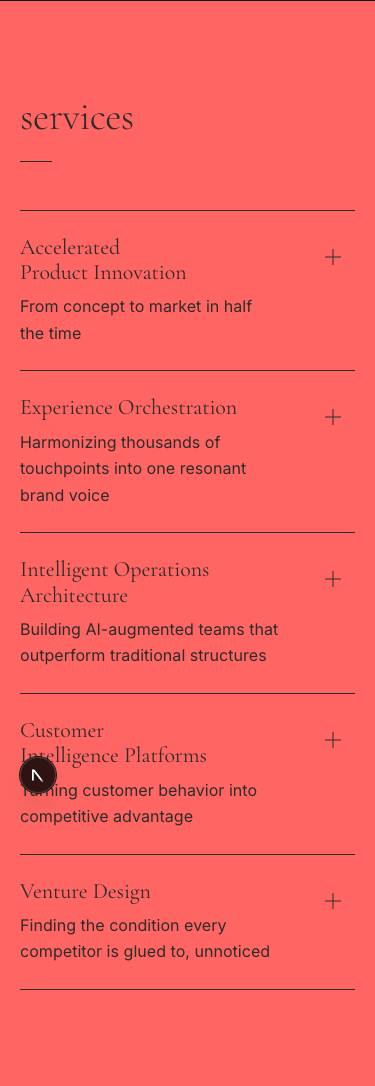 services
Accelerated
Product Innovation
From concept to market in half
the time
Experience Orchestration
Harmonizing thousands of
touchpoints into one resonant
brand voice
Intelligent Operations
Architecture
Building AI-augmented teams that
outperform traditional structures
Customer
Intelligence Platforms
Turning customer behavior into
competitive advantage
Venture Design
Finding the condition every
competitor is glued to, unnoticed